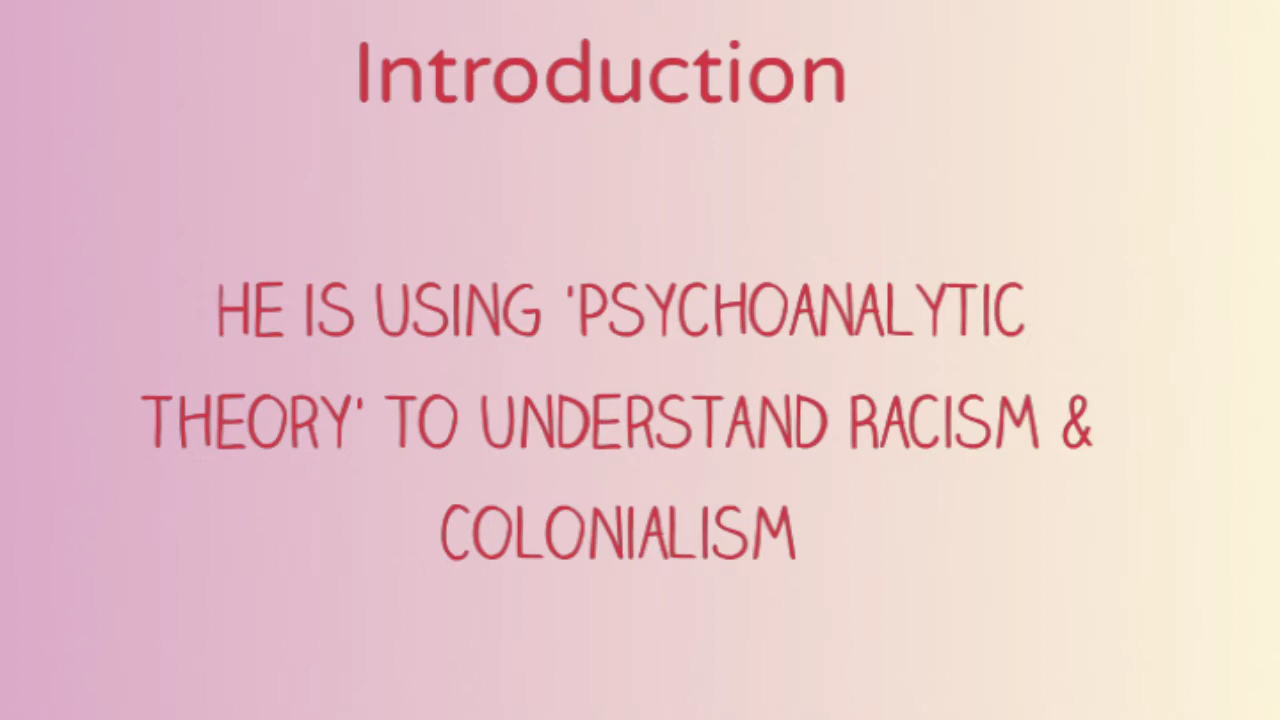 Introduction
HE IS USING 'PSYCHOANALYTIC
THEORY' TO UNDERSTAND RACISM &
COLONIALISM